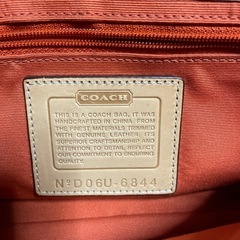 COACH
THIS IS A COACH BAG. IT WAS
HANDCRAFTED IN CHINA FROM
THE FINEST MATERIALS TRIMMED
WITH GENUINE LEATHER. ITS
SUPERIOR CRAFTSMANSHIP AND
ATTENTION TO DETAIL REFLECT
OUR COMMITMENT TO ENDURING
QUALITY.
Nº D06U-6844